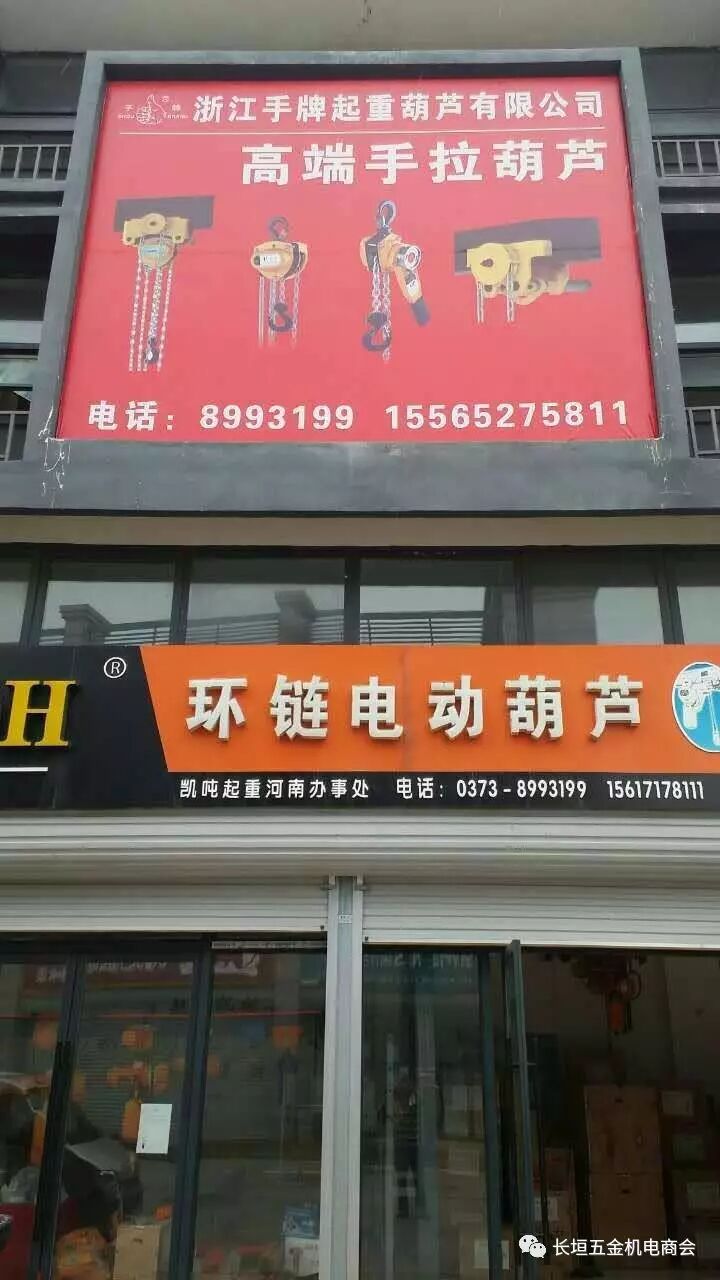 浙江手牌起重葫芦有限公司
高端手拉葫芦
电话：8993199 15565275811
H ®
环链电动葫芦
凯吨起重河南办事处 电话：0373-8993199 15617178111
长垣五金机电商会